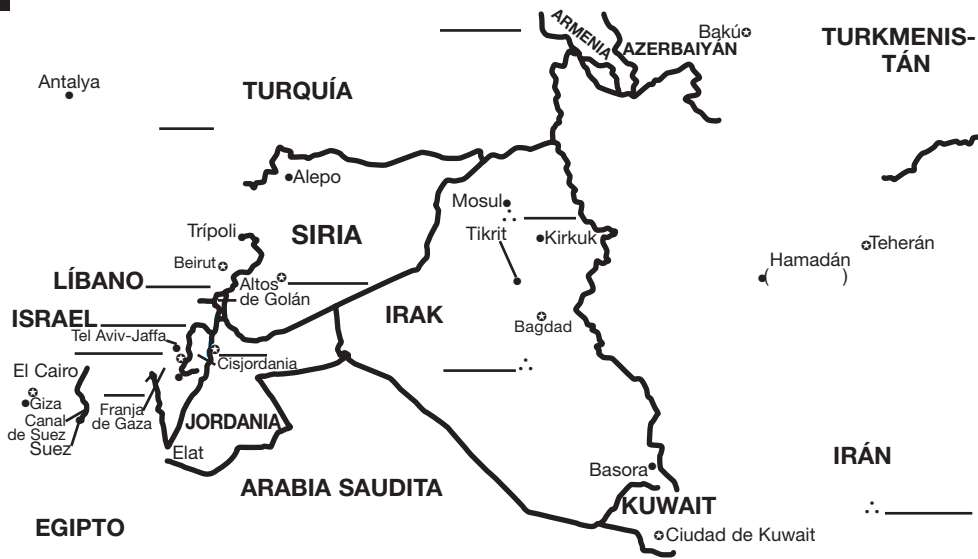 ARMENIA
Bakú
AZERBAIYÁN
TURKMENIS-
TÁN
Antalya
TURQUÍA
Alepo
Mosul
Trípoli
SIRIA
Tikrit
Kirkuk
Teherán
Beirut
Hamadán
( )
LÍBANO
Altos
de Golán
ISRAEL
IRAK
Bagdad
Tel Aviv-Jaffa
Cisjordania
El Cairo
Giza
Franja
de Gaza
Canal
de Suez
JORDANIA
Suez
Elat
Basora
IRÁN
ARABIA SAUDITA
KUWAIT
EGIPTO
Ciudad de Kuwait